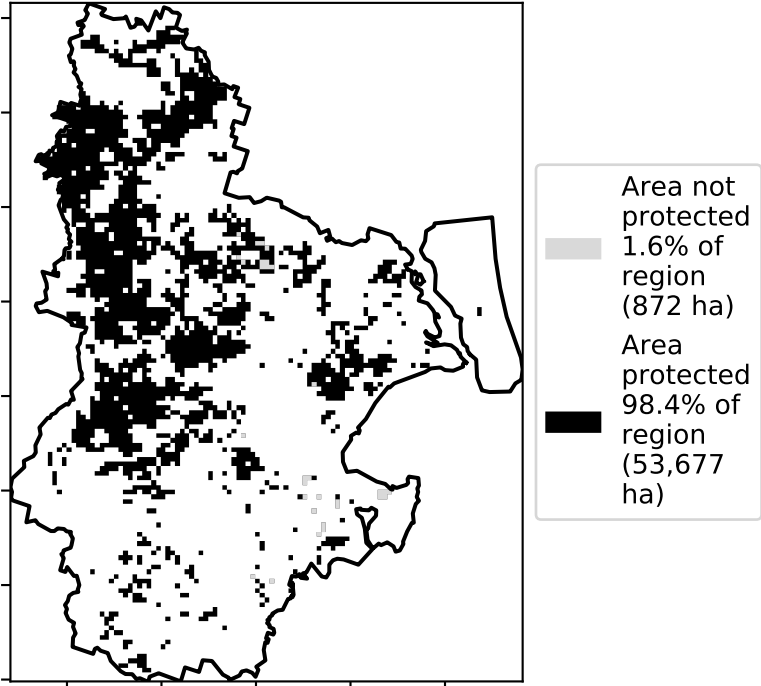 Area not
protected
1.6% of
region
(872 ha)
Area
protected
98.4% of
region
(53,677
ha)